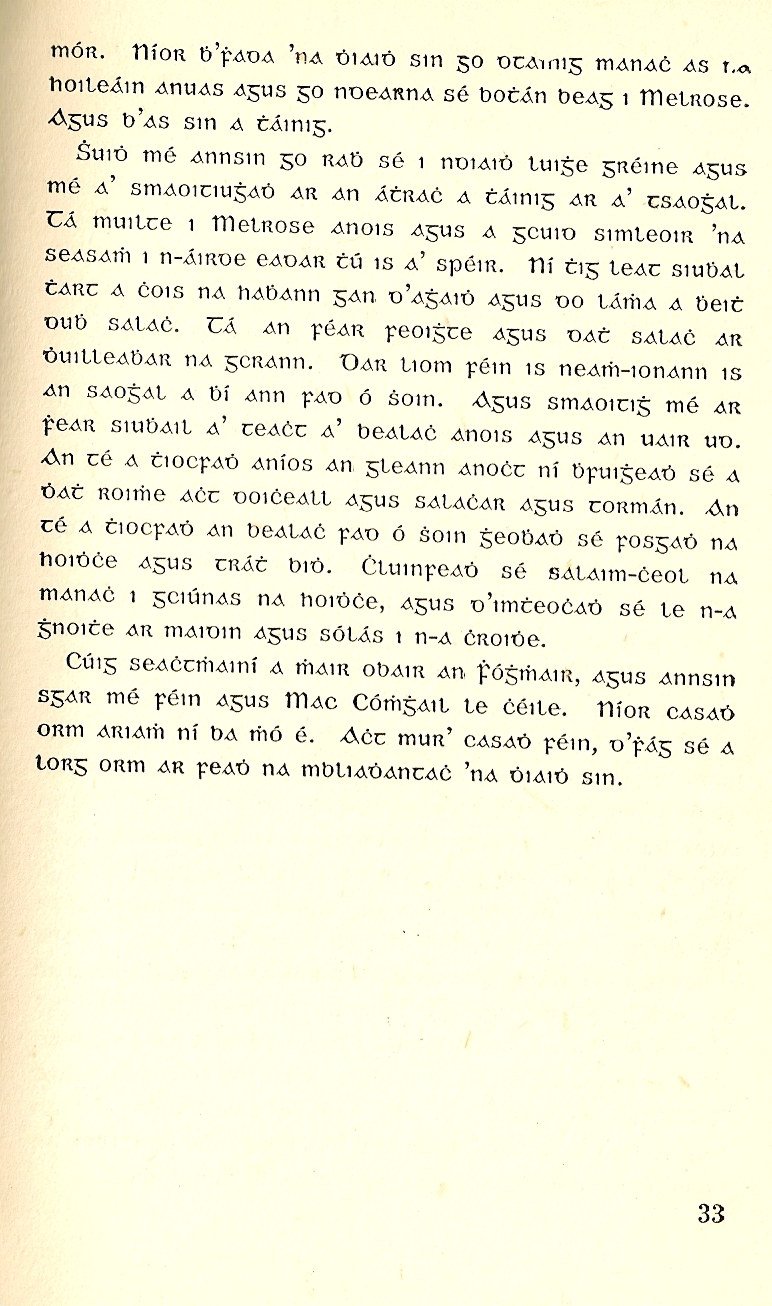 mór. Níor ḃ'ḟada 'na ḋiaiḋ sin go dtainig manaċ as na
hoileáin anuas agus go ndearna sé boṫán beag i Melrose.
Agus b'as sin a ṫáinig.
Ṡuiḋ mé annsin go raḃ sé i ndiaiḋ luiġe gréine agus
mé a' smaoitiuġaḋ ar an áṫraċ a ṫáinig ar a' tsaoġal.
Tá muilte i Melrose anois agus a gcuid simleoir 'na
seasaṁ i n-áirde eadar ṫú is a' spéir. Ní ṫig leat siuḃal
ṫart a ċois na haḃann gan d'aġaiḋ agus do láṁa a ḃeiṫ
duḃ salaċ. Tá an féar feoiġte agus daṫ salaċ ar
ḋuilleaḃar na gcrann. Dar liom féin is neaṁ-ionann is
an saoġal a ḃí ann fad ó ṡoin. Agus smaoitiġ mé ar
ḟear siuḃail a' teaċt a' bealaċ anois agus an uair ud.
An té a ṫiocfaḋ aníos an gleann anoċt ní ḃfuiġeaḋ sé a
ḋaṫ roiṁe aċt doiċeall agus salaċar agus tormán. An
té a ṫiocfaḋ an bealaċ fad ó ṡoin ġeoḃaḋ sé fosgaḋ na
hoiḋċe agus tráṫ biḋ. Ċluinfeaḋ sé salaim-ċeol na
manaċ i gciúnas na hoiḋċe, agus d'imṫeoċaḋ sé le n-a
ġnoiṫe ar maidin agus sólás i n-a ċroiḋe.
Cúig seaċtṁainí a ṁair obair an ḟóġṁair, agus annsin
sgar mé féin agus Mac Cóṁġail le ċéile. Níor casaḋ
orm ariaṁ ní ba ṁó é. Aċt mur' casaḋ féin, d'ḟág sé a
lorg orm ar feaḋ na mbliaḋantaċ 'na ḋiaiḋ sin.
33